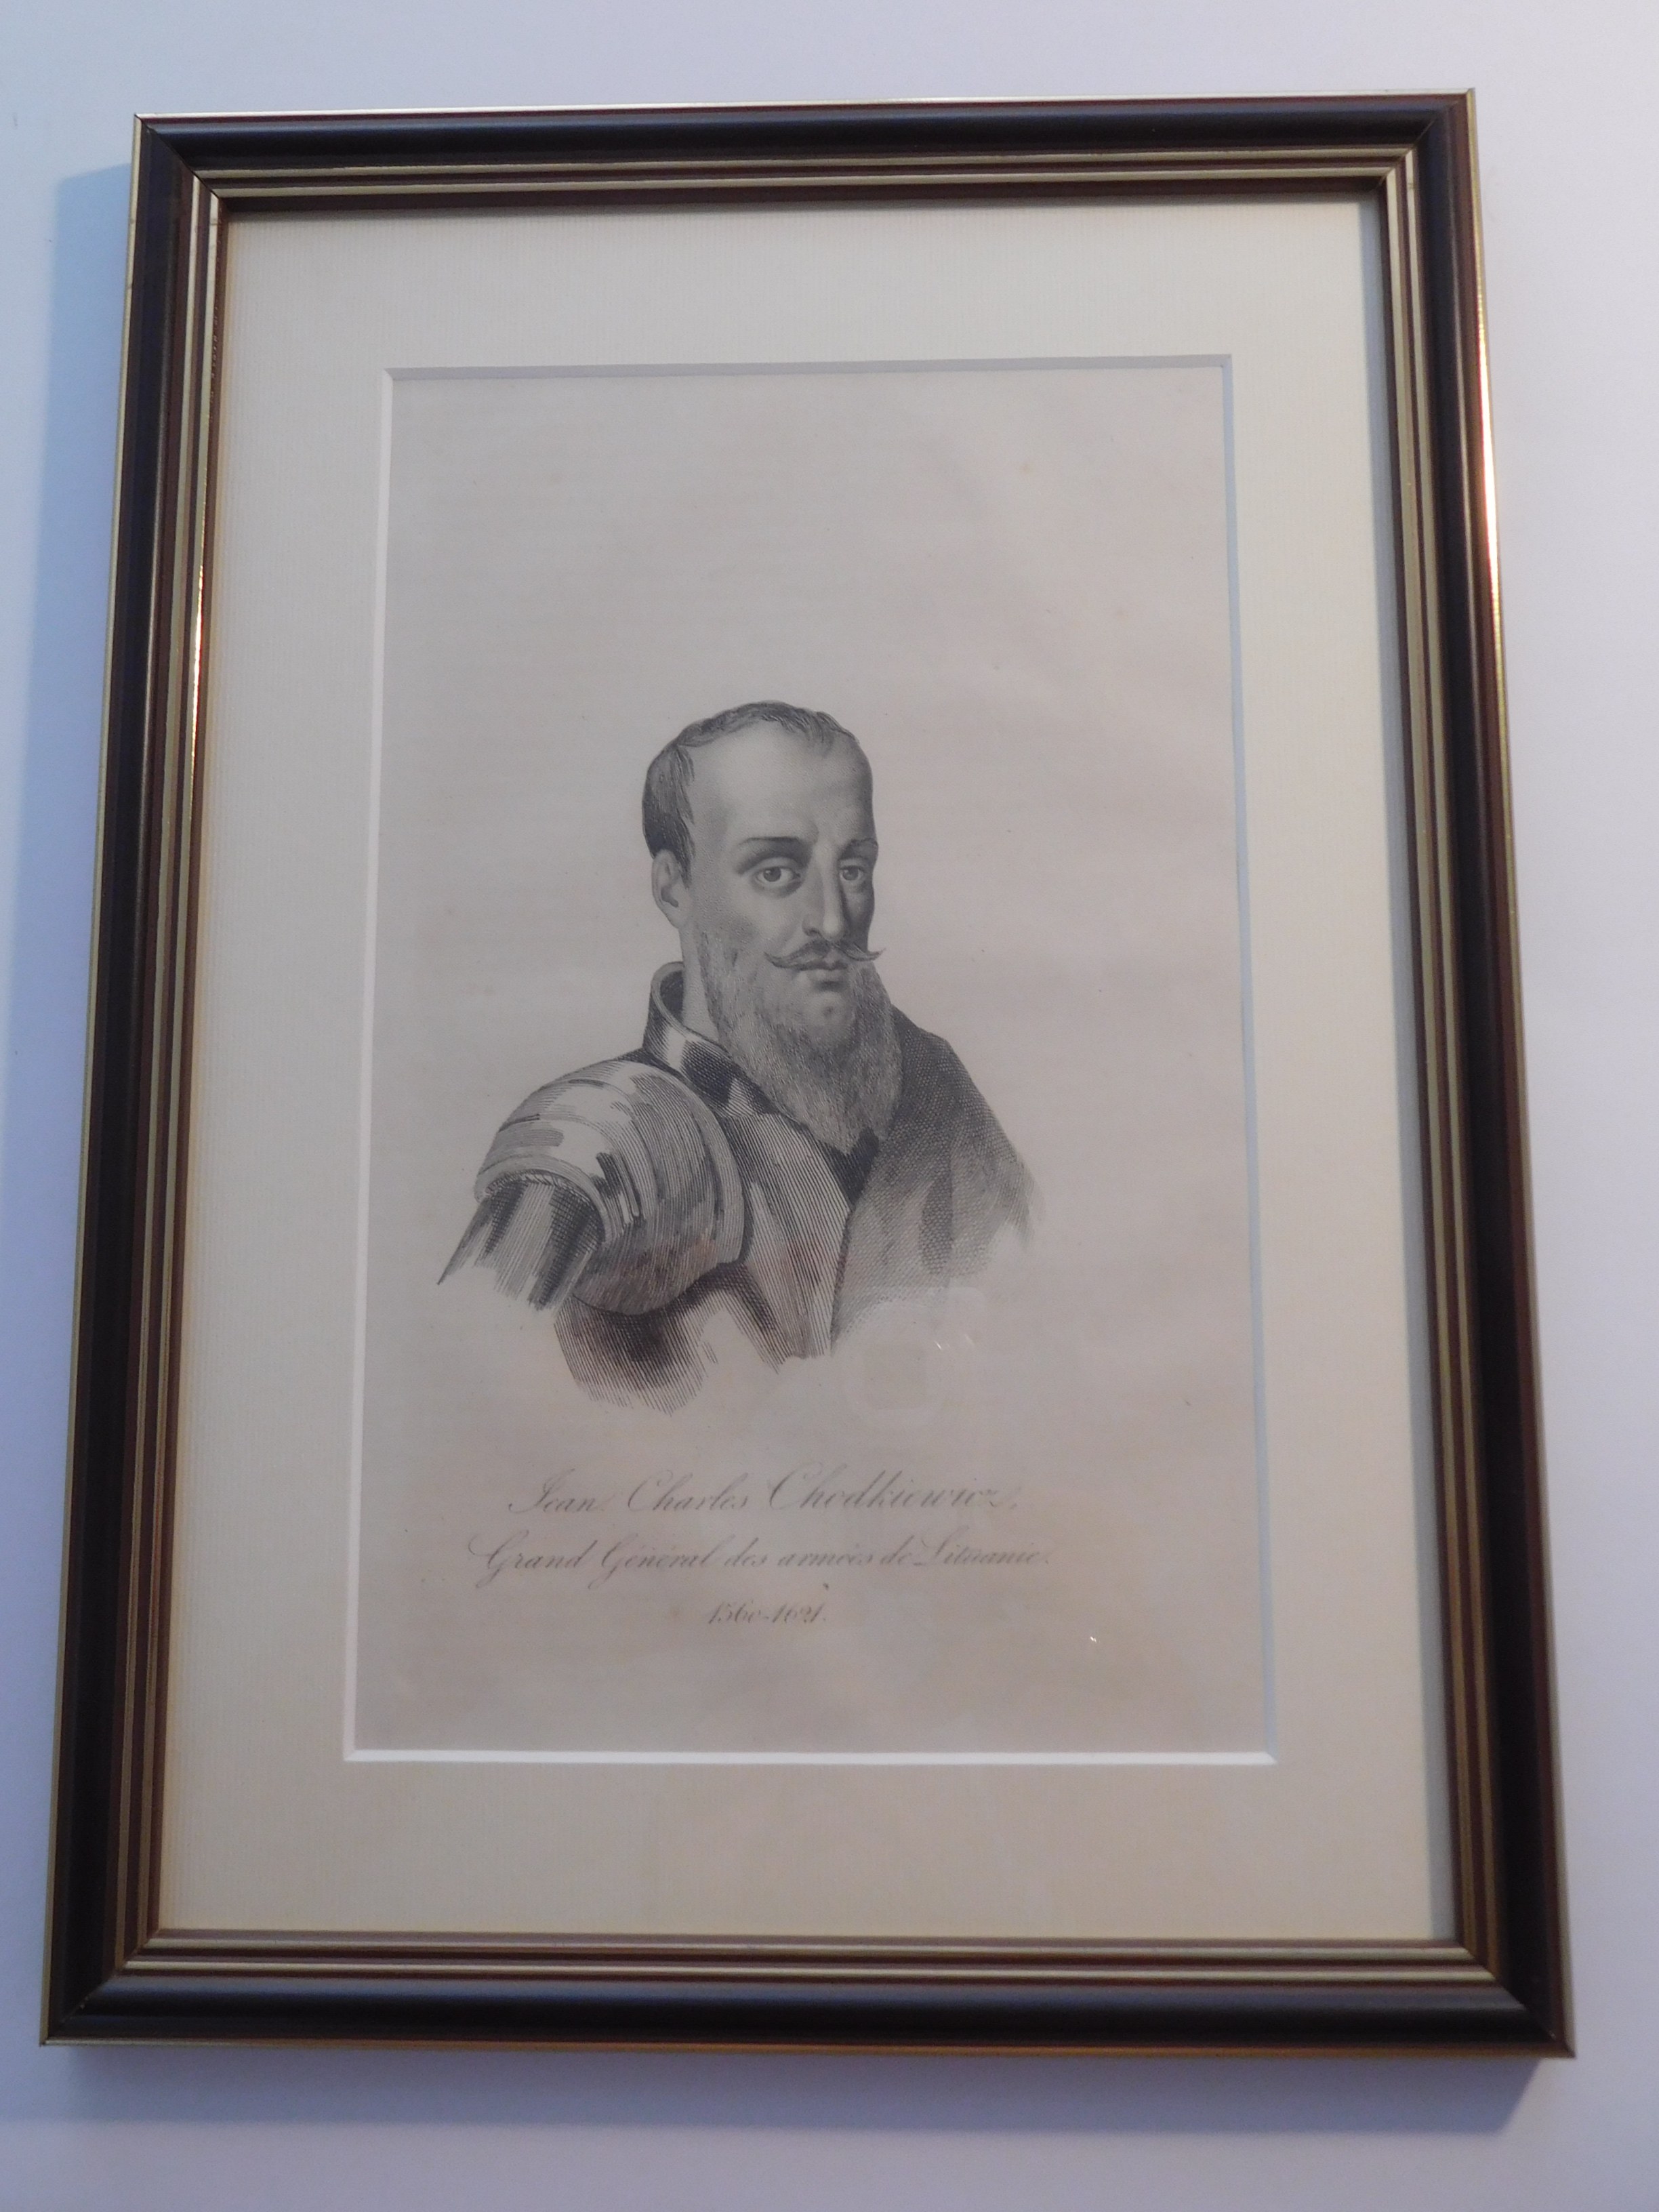 Jean Charles Chodkiewicz,
Grand Général des armées de Lituanie.
1560-1621.